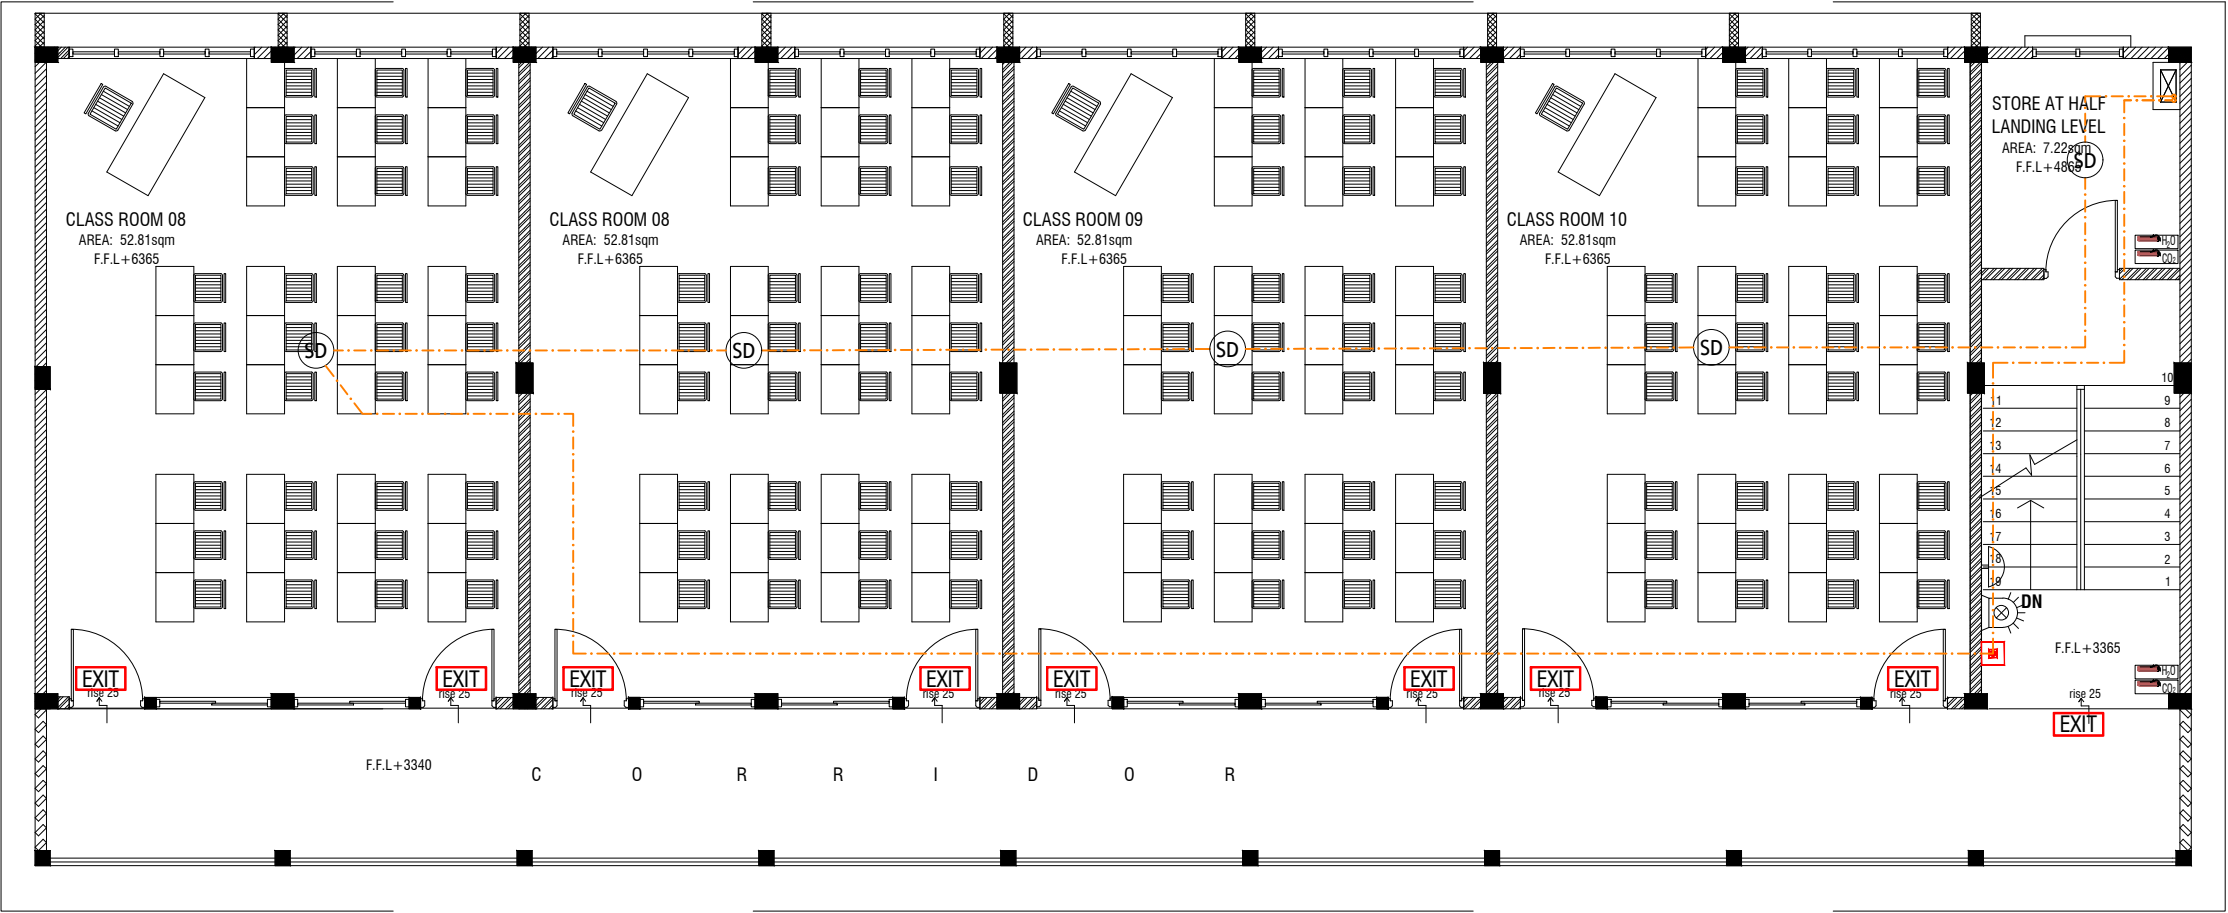 CLASS ROOM 08
AREA: 52.81sqm
F.F.L+6365
CLASS ROOM 08
AREA: 52.81sqm
F.F.L+6365
CLASS ROOM 09
AREA: 52.81sqm
F.F.L+6365
CLASS ROOM 10
AREA: 52.81sqm
F.F.L+6365
STORE AT HALF
LANDING LEVEL
AREA: 7.22sqm
F.F.L+4865
SD
H2O
CO2
SD
SD
SD
SD
10
11
9
12
8
13
7
14
6
15
5
16
4
17
3
18
2
19
1
DN
F.F.L+3365
H2O
CO2
EXIT
rise 25
EXIT
rise 25
EXIT
rise 25
EXIT
rise 25
EXIT
rise 25
EXIT
rise 25
EXIT
rise 25
EXIT
rise 25
rise 25
EXIT
F.F.L+3340
C O R R I D O R